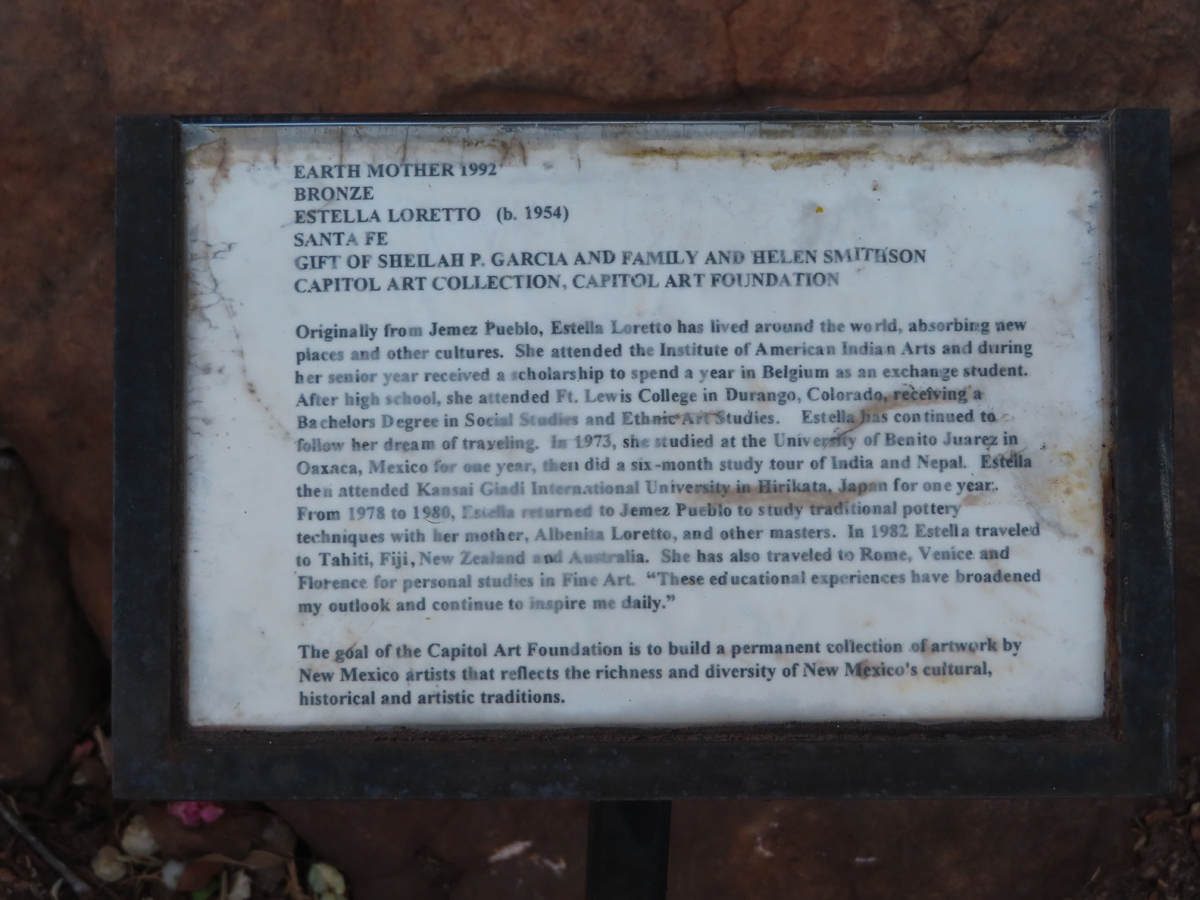 EARTH MOTHER 1992
BRONZE
ESTELLA LORETTO (b. 1954)
SANTA FE
GIFT OF SHEILAH P. GARCIA AND FAMILY AND HELEN SMITHSON
CAPITOL ART COLLECTION, CAPITOL ART FOUNDATION
Originally from Jemez Pueblo, Estella Loretto has lived around the world, absorbing new
places and other cultures. She attended the Institute of American Indian Arts and during
her senior year received a scholarship to spend a year in Belgium as an exchange student.
After high school, she attended Ft. Lewis College in Durango, Colorado, receiving a
Bachelors Degree in Social Studies and Ethnic Art Studies. Estella has continued to
follow her dream of traveling. In 1973, she studied at the University of Benito Juarez in
Oaxaca, Mexico for one year, then did a six-month study tour of India and Nepal. Estella
then attended Kansai Giadi International University in Hirikata, Japan for one year.
From 1978 to 1980, Estella returned to Jemez Pueblo to study traditional pottery
techniques with her mother, Albenita Loretto, and other masters. In 1982 Estella traveled
to Tahiti, Fiji, New Zealand and Australia. She has also traveled to Rome, Venice and
Florence for personal studies in Fine Art. “These educational experiences have broadened
my outlook and continue to inspire me daily.”
The goal of the Capitol Art Foundation is to build a permanent collection of artwork by
New Mexico artists that reflects the richness and diversity of New Mexico's cultural,
historical and artistic traditions.